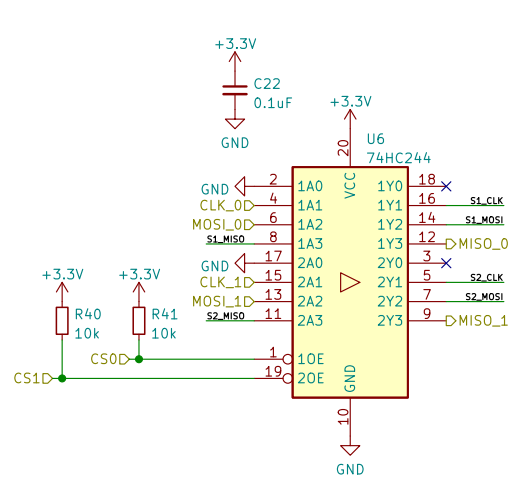 +3.3V
C22
0.1uF
GND
+3.3V
U6
74HC244
20
VCC
GND 2 1A0 1Y0 18
CLK_0 4 1A1 1Y1 16 S1_CLK
MOSI_0 6 1A2 1Y2 14 S1_MOSI
S1_MISO 8 1A3 1Y3 12 MISO_0
GND 17 2A0 2Y0 3
CLK_1 15 2A1 2Y1 5 S2_CLK
MOSI_1 13 2A2 2Y2 7 S2_MOSI
S2_MISO 11 2A3 2Y3 9 MISO_1
+3.3V
+3.3V
R40
10k
R41
10k
CS0 1 1OE
CS1 19 2OE
GND
10
GND